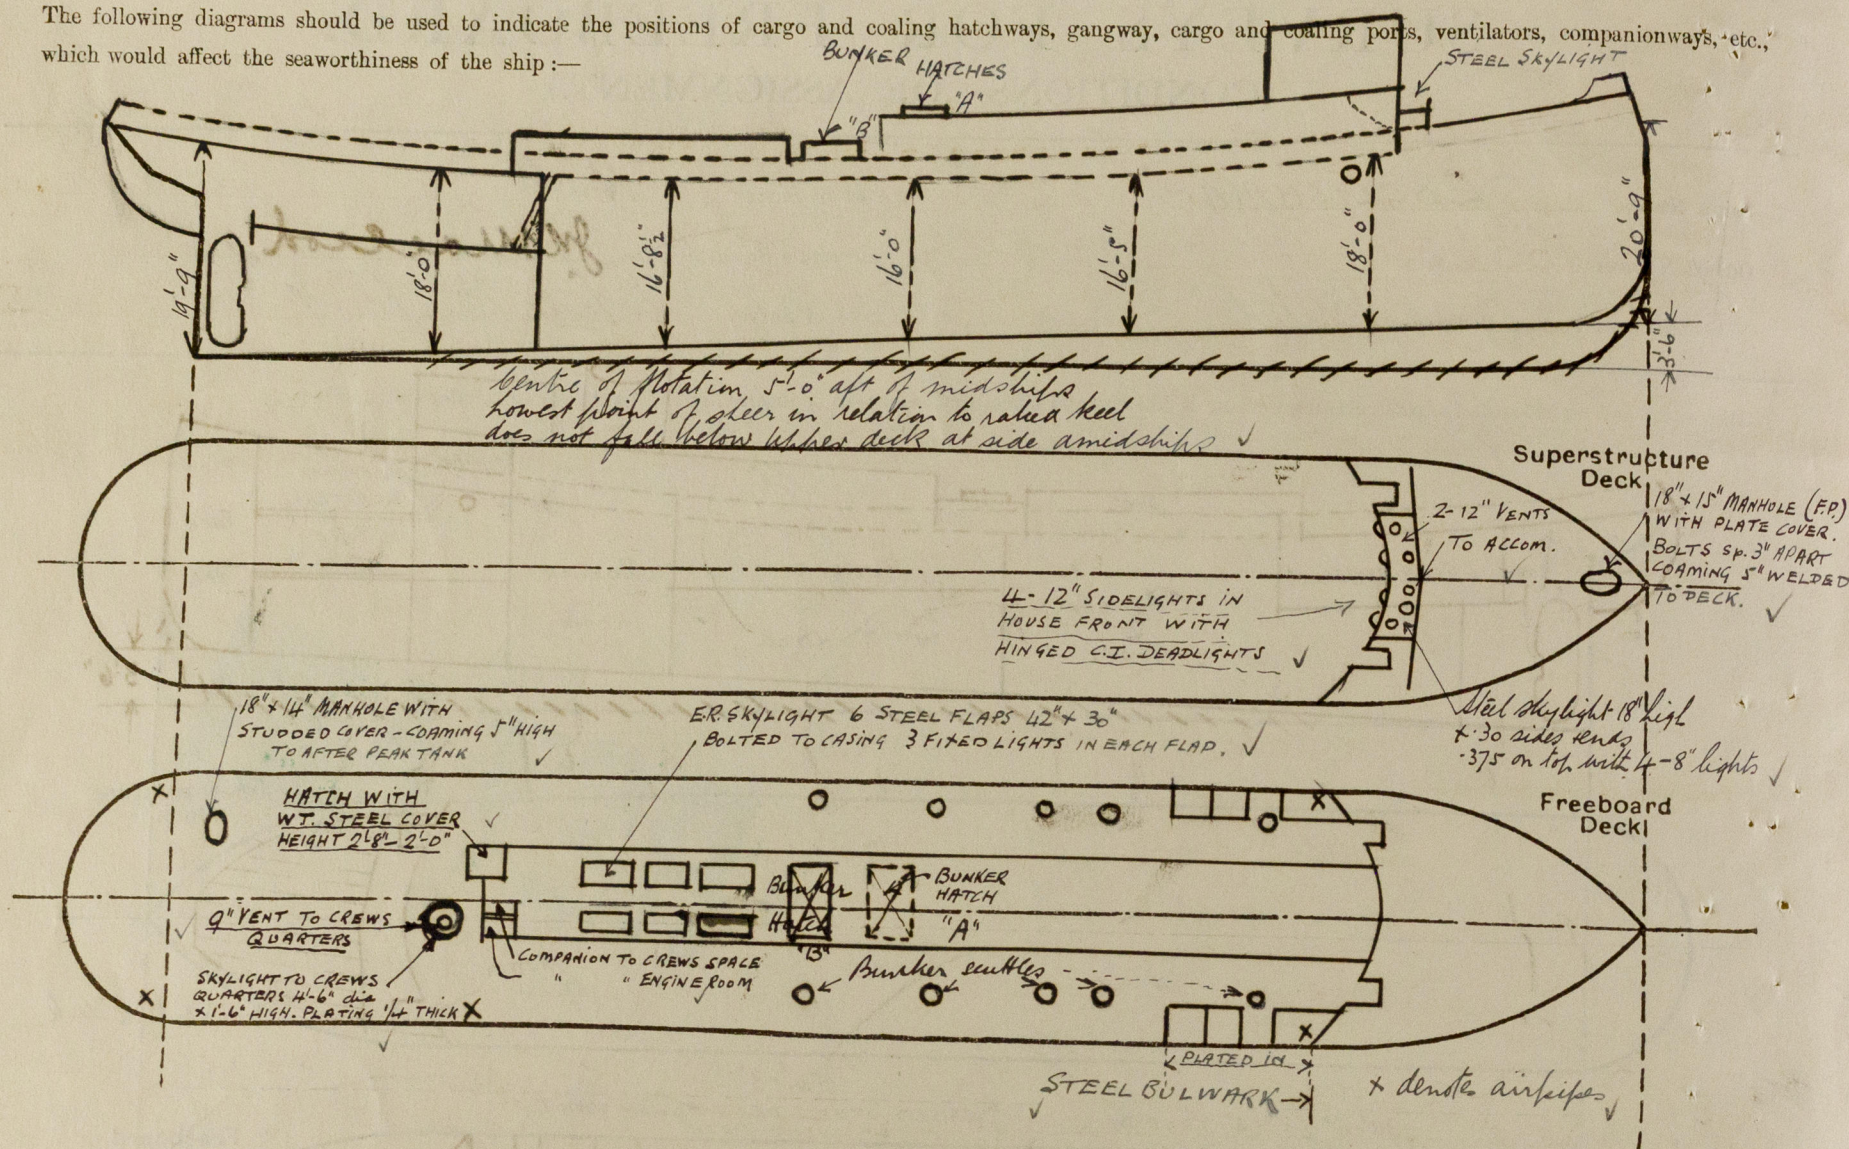 The following diagrams should be used to indicate the positions of cargo and coaling hatchways, gangway, cargo and coaling ports, ventilators, companionways, etc.,
which would affect the seaworthiness of the ship :—
BUNKER HATCHES
"A"
"B"
STEEL SKYLIGHT
19'-9"
18'-0"
16'-8½"
16'-0"
16'-5"
18'-0"
20'-9"
3'-6"
Centre of flotation 5'-0" aft of midships
Lowest point of sheer in relation to raked keel
does not fall below Upper deck at side amidships ✓
Superstructure
Deck
18" x 15" MANHOLE (F.P.)
WITH PLATE COVER.
BOLTS sp. 3" APART
COAMING 5" WELDED
TO DECK. ✓
2-12" VENTS
TO ACCOM. ✓
4-12" SIDELIGHTS IN
HOUSE FRONT WITH
HINGED C.I. DEADLIGHTS ✓
Steel skylight 18" high
x .30 sides & ends
.375 on top with 4-8" lights ✓
18" x 14" MANHOLE WITH
STUDDED COVER - COAMING 5" HIGH
TO AFTER PEAK TANK ✓
E.R. SKYLIGHT 6 STEEL FLAPS 42" x 30"
BOLTED TO CASING 3 FIXED LIGHTS IN EACH FLAP. ✓
Freeboard
Deck
HATCH WITH
WT. STEEL COVER
HEIGHT 2'8" - 2'-0" ✓
Bunker
Hatch
"B"
A
BUNKER
HATCH
"A"
9" VENT TO CREWS
QUARTERS ✓
COMPANION TO CREWS SPACE
" " ENGINE ROOM ✓
SKYLIGHT TO CREWS
QUARTERS 4'-6" dia
x 1'-6" HIGH. PLATING ¼" THICK ✓
Bunker scuttles
PLATED IN
STEEL BULWARK ✓
x denotes airpipes ✓